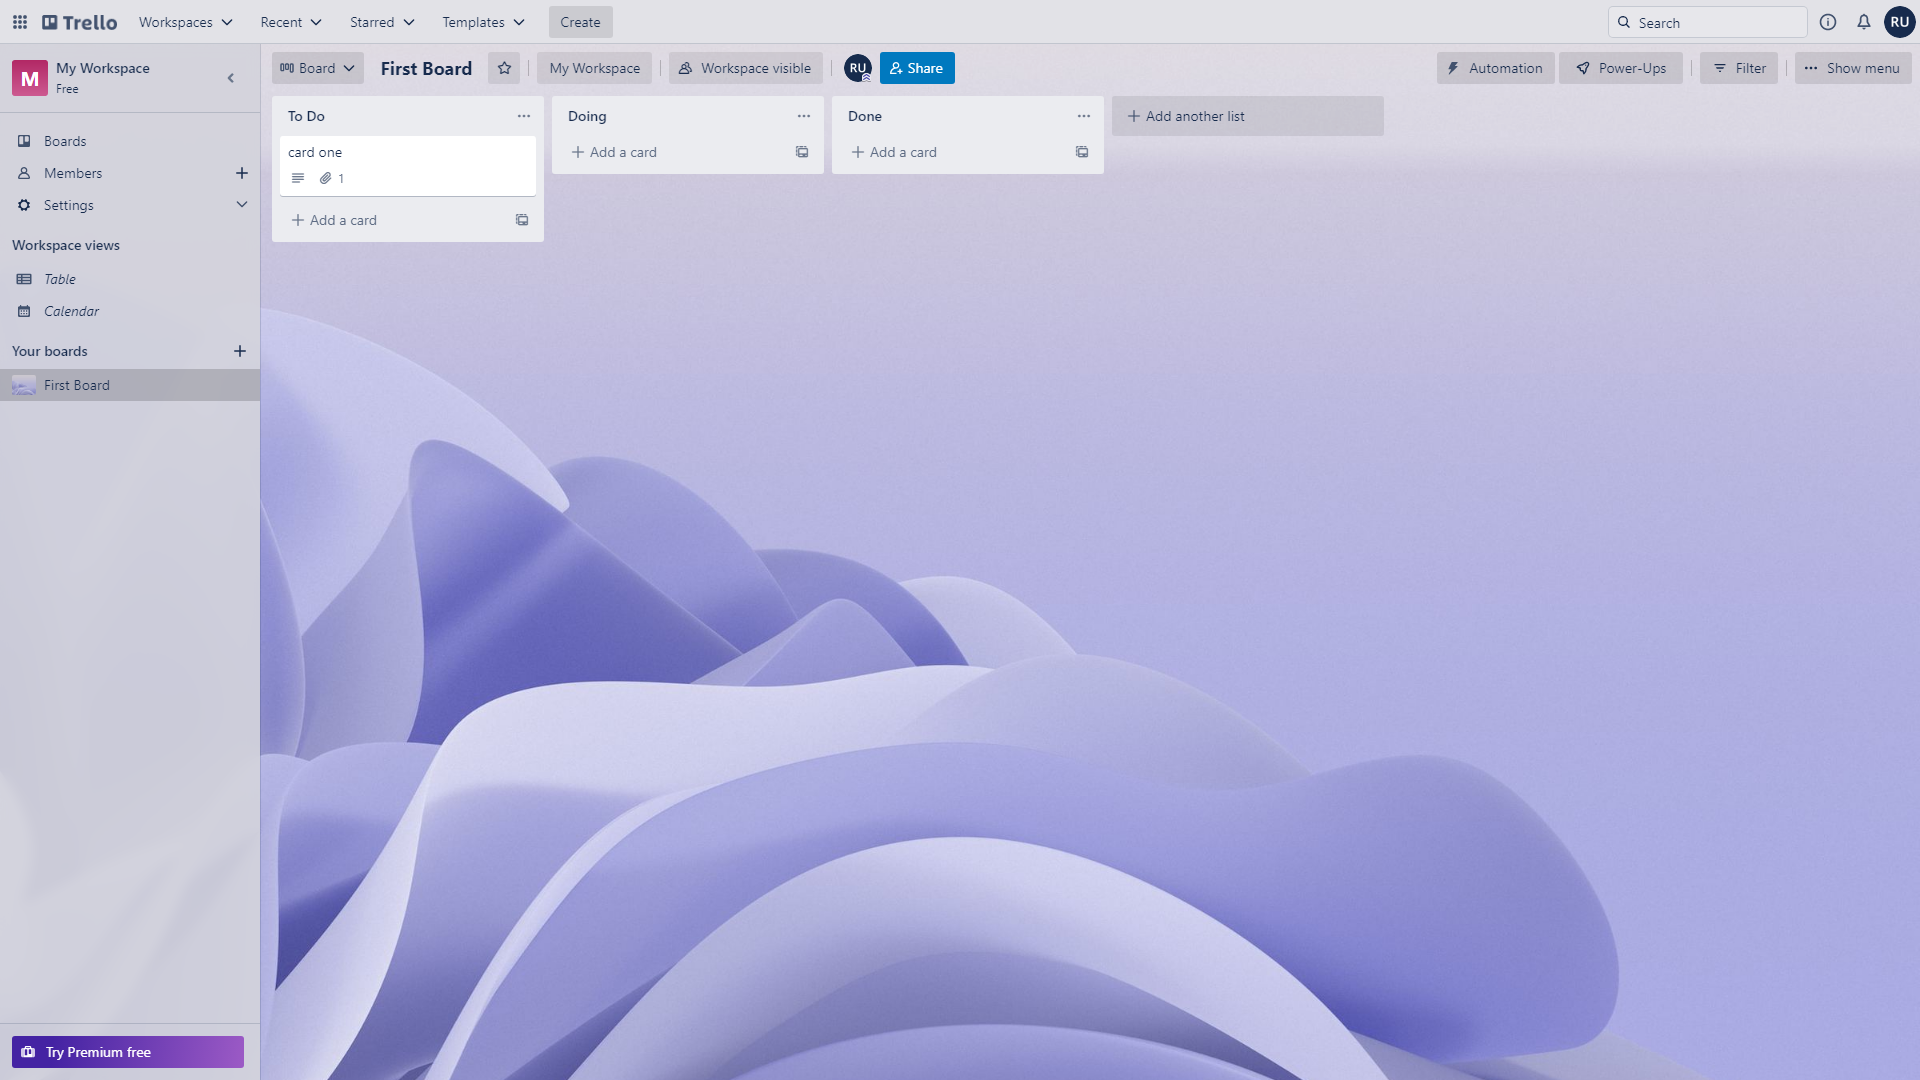 Trello Workspaces Recent Starred Templates Create Search RU
M My Workspace
Free
Board First Board My Workspace Workspace visible RU Share Automation Power-Ups Filter Show menu
Boards
Members
Settings
Workspace views
Table
Calendar
Your boards
First Board
Try Premium free
To Do
card one
1
Add a card
Doing
Add a card
Done
Add a card
Add another list